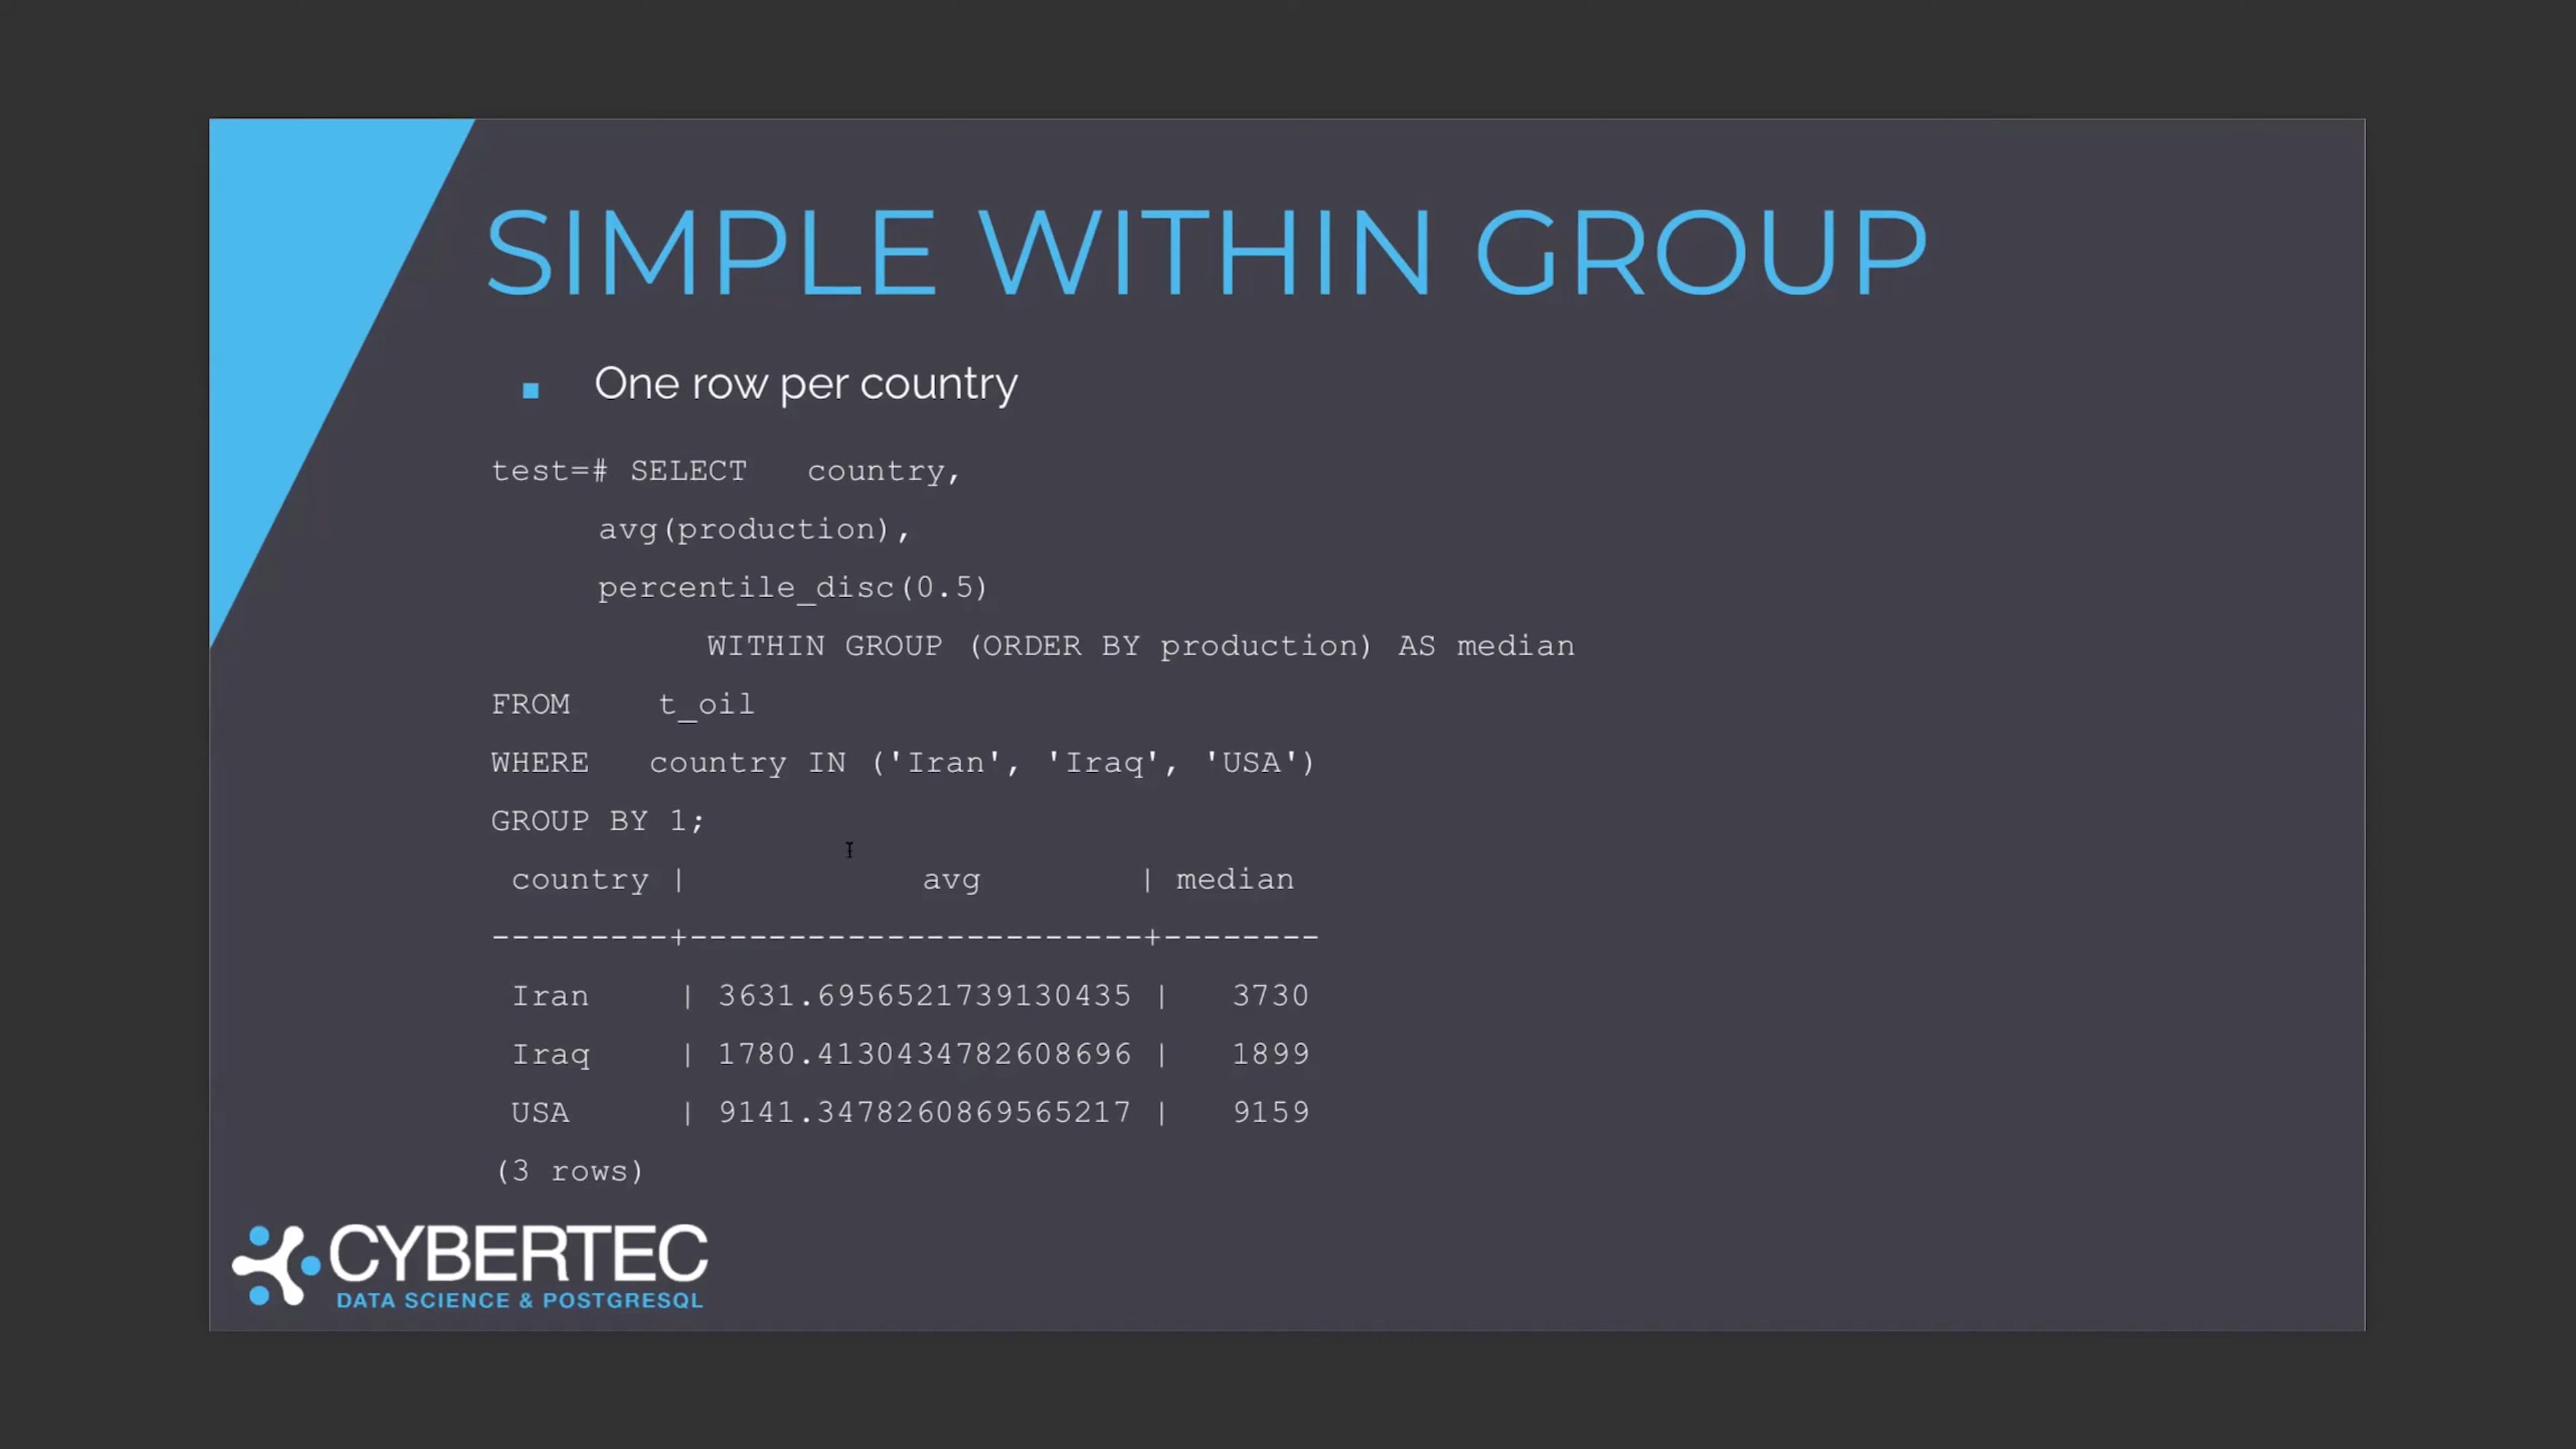 SIMPLE WITHIN GROUP
One row per country
test=# SELECT   country,
avg(production),
percentile_disc(0.5)
WITHIN GROUP (ORDER BY production) AS median
FROM    t_oil
WHERE   country IN ('Iran', 'Iraq', 'USA')
GROUP BY 1;
country |            avg        | median
---------+-----------------------+--------
Iran    | 3631.6956521739130435 |   3730
Iraq    | 1780.4130434782608696 |   1899
USA     | 9141.3478260869565217 |   9159
(3 rows)
CYBERTEC
DATA SCIENCE & POSTGRESQL